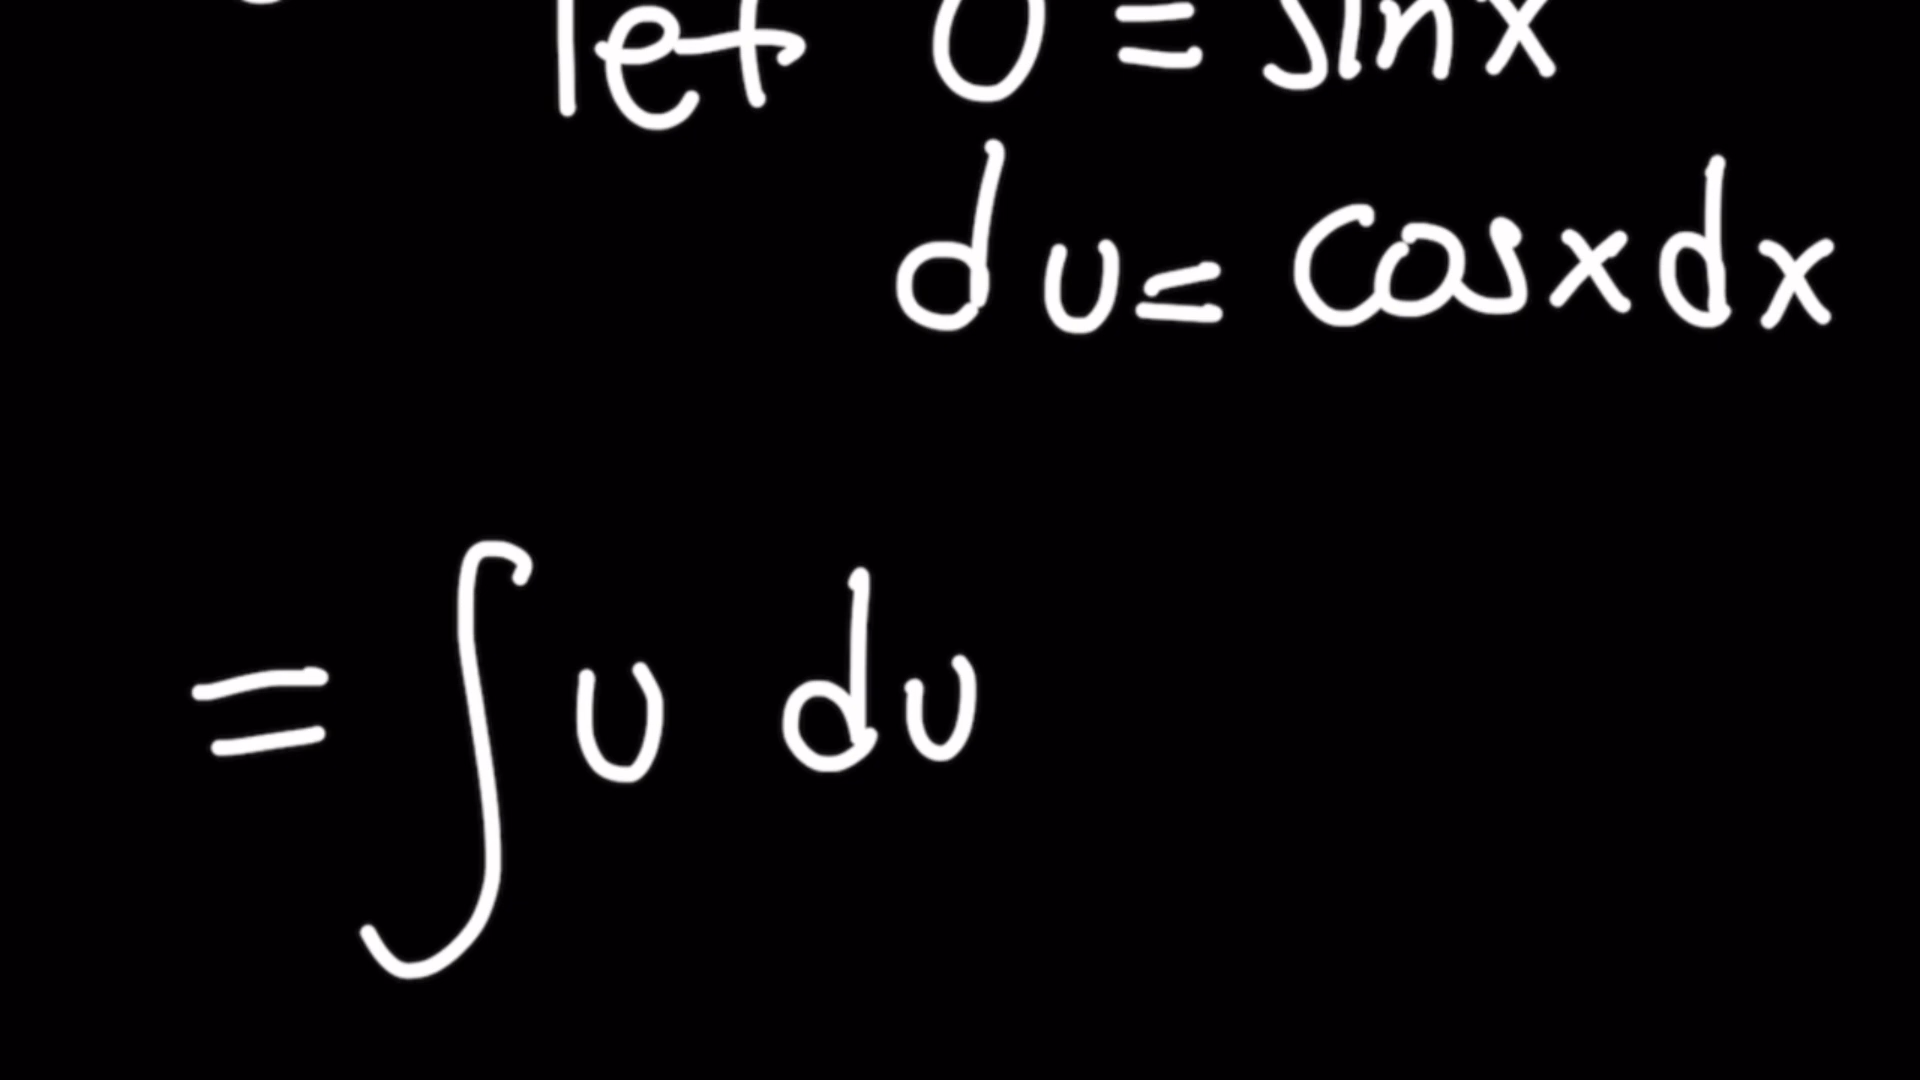 let u = sinx
du = cosxdx
= ∫ u du